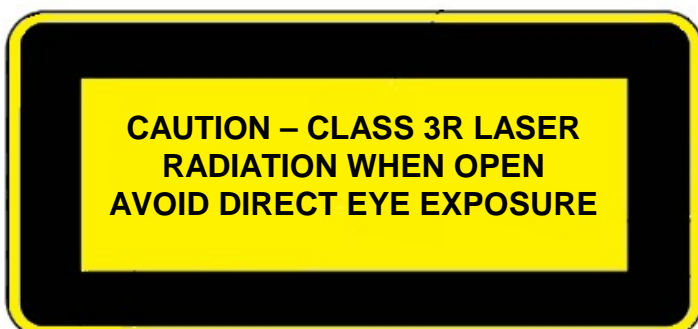 CAUTION – CLASS 3R LASER
RADIATION WHEN OPEN
AVOID DIRECT EYE EXPOSURE